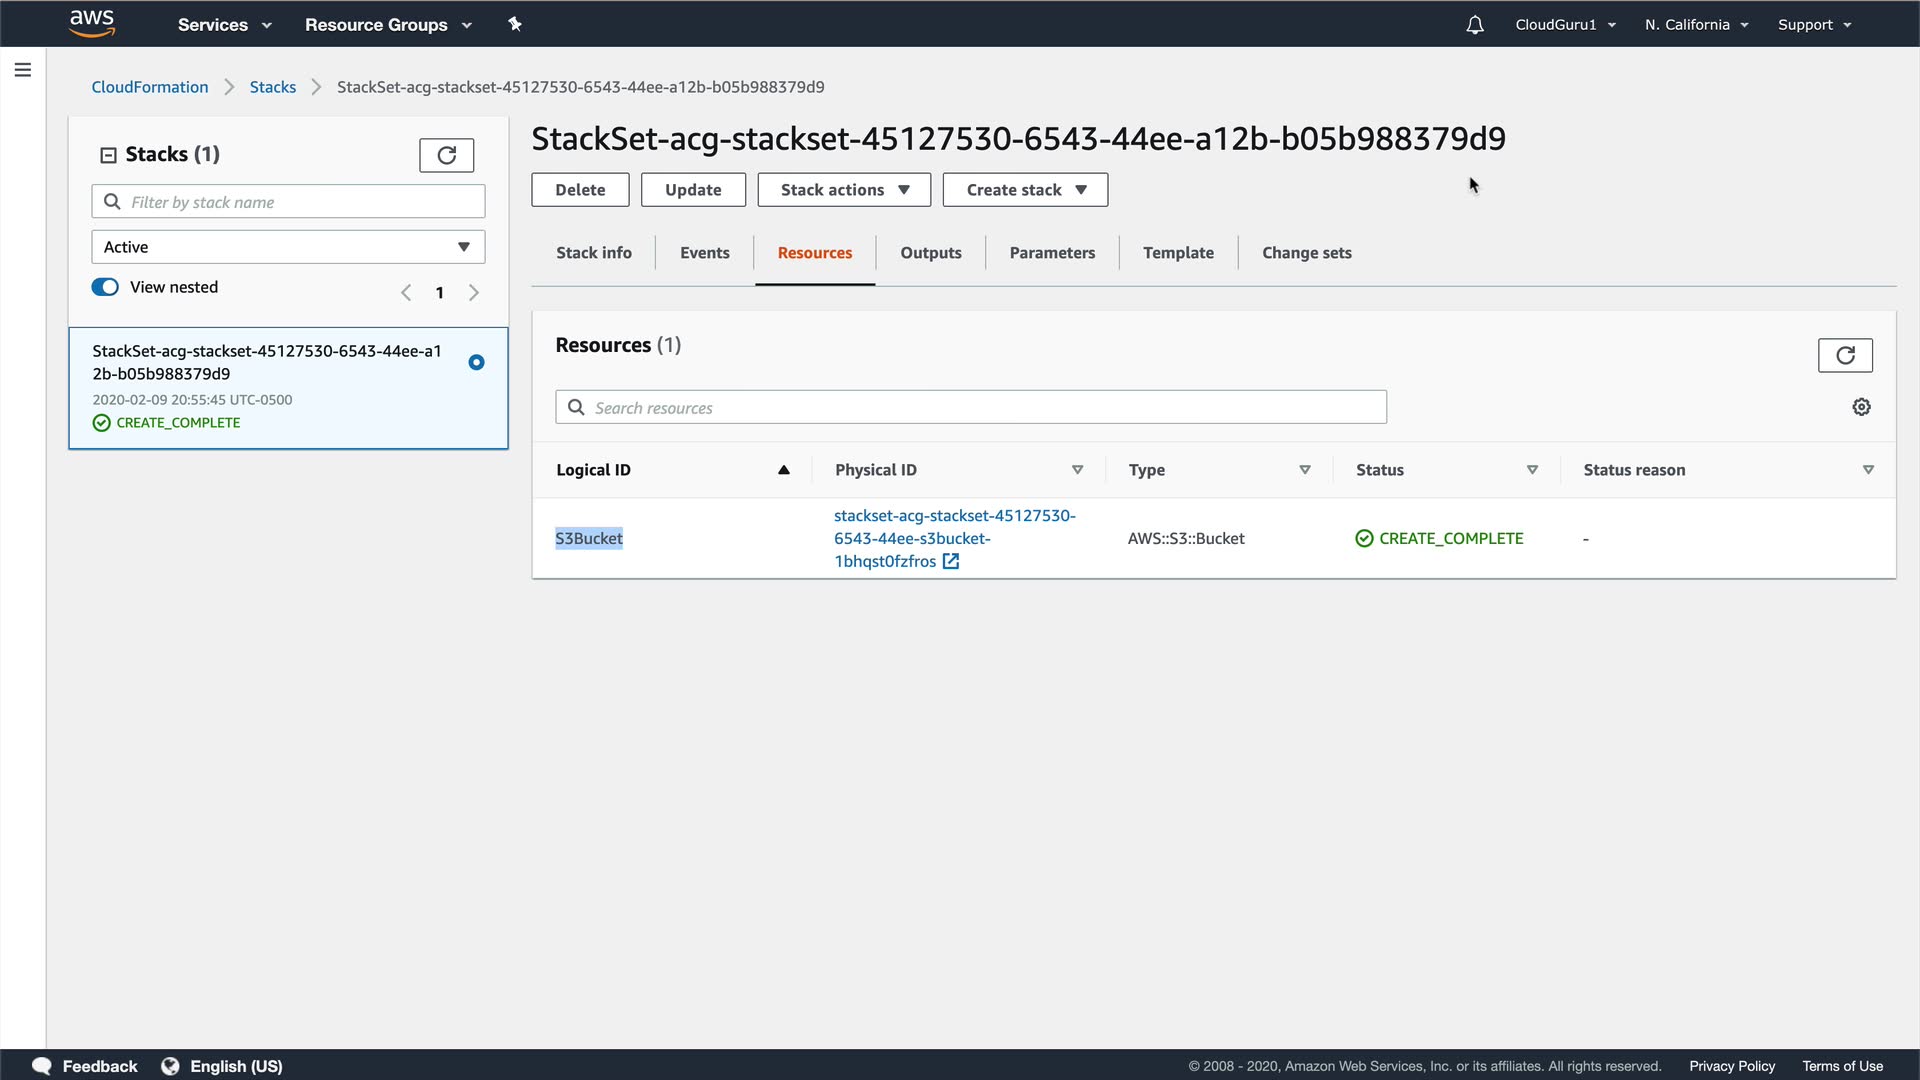 aws Services Resource Groups CloudGuru1 N. California Support
CloudFormation Stacks StackSet-acg-stackset-45127530-6543-44ee-a12b-b05b988379d9
Stacks (1)
Filter by stack name
Active
View nested 1
StackSet-acg-stackset-45127530-6543-44ee-a1
2b-b05b988379d9
2020-02-09 20:55:45 UTC-0500
CREATE_COMPLETE
StackSet-acg-stackset-45127530-6543-44ee-a12b-b05b988379d9
Delete Update Stack actions Create stack
Stack info Events Resources Outputs Parameters Template Change sets
Resources (1)
Search resources
Logical ID Physical ID Type Status Status reason
S3Bucket
stackset-acg-stackset-45127530-
6543-44ee-s3bucket-
1bhqst0fzfros
AWS::S3::Bucket
CREATE_COMPLETE
-
Feedback English (US) © 2008 - 2020, Amazon Web Services, Inc. or its affiliates. All rights reserved. Privacy Policy Terms of Use